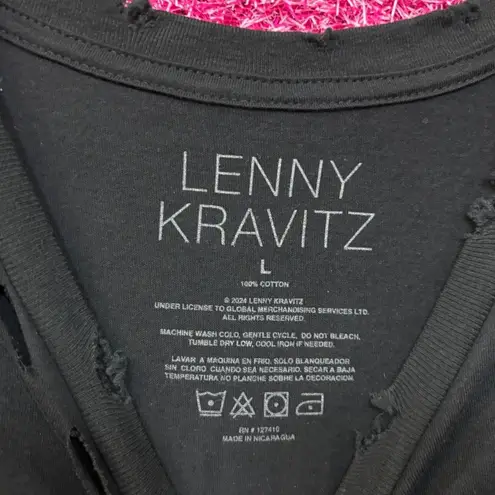 LENNY
KRAVITZ
L
100% COTTON
© 2024 LENNY KRAVITZ
UNDER LICENSE TO GLOBAL MERCHANDISING SERVICES LTD.
ALL RIGHTS RESERVED.
MACHINE WASH COLD, GENTLE CYCLE. DO NOT BLEACH.
TUMBLE DRY LOW, COOL IRON IF NEEDED.
LAVAR A MAQUINA EN FRIO. SOLO BLANQUEADOR
SIN CLORO CUANDO SEA NECESARIO. SECAR A BAJA
TEMPERATURA NO PLANCHE SOBRE LA DECORACION.
RN # 127410
MADE IN NICARAGUA